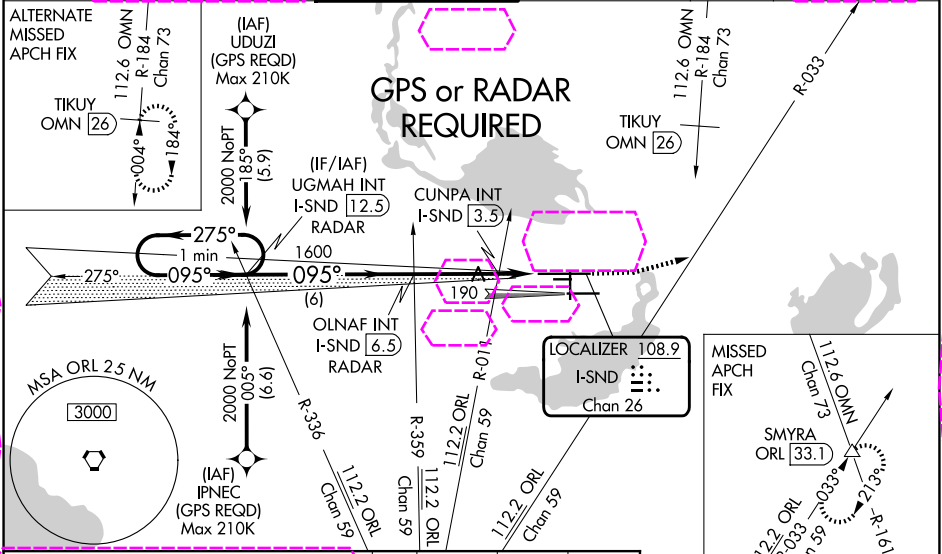 ALTERNATE
MISSED
APCH FIX
112.6 OMN
R-184
Chan 73
TIKUY
OMN 26
004°
184°
(IAF)
UDUZI
(GPS REQD)
Max 210K
2000 NoPT
185°
(5.9)
GPS or RADAR
REQUIRED
112.6 OMN
R-184
Chan 73
TIKUY
OMN 26
R-033
(IF/IAF)
UGMAH INT
I-SND 12.5
RADAR
CUNPA INT
I-SND 3.5
275°
1 min
095°
275°
1600
095°
(6)
190
OLNAF INT
I-SND 6.5
RADAR
LOCALIZER 108.9
I-SND
Chan 26
MSA ORL 25 NM
3000
2000 NoPT
005°
(6.6)
(IAF)
IPNEC
(GPS REQD)
Max 210K
R-336
112.2 ORL
Chan 59
R-359
112.2 ORL
Chan 59
R-011
112.2 ORL
Chan 59
112.2 ORL
Chan 59
MISSED
APCH
FIX
112.6 OMN
Chan 73
SMYRA
ORL 33.1
033°
213°
R-161
112.2 ORL
R-033